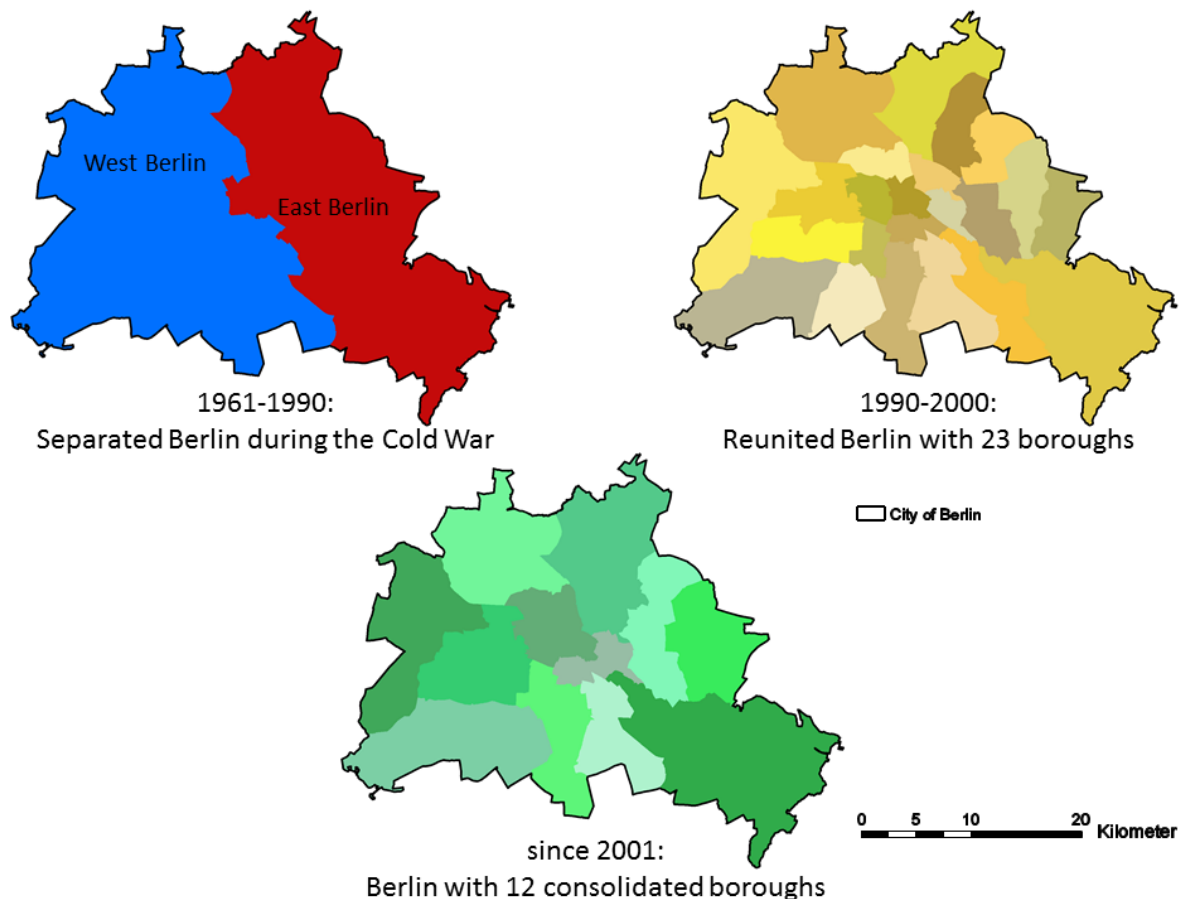 West Berlin
East Berlin
1961-1990:
Separated Berlin during the Cold War
1990-2000:
Reunited Berlin with 23 boroughs
City of Berlin
since 2001:
Berlin with 12 consolidated boroughs
0 5 10 20 Kilometer